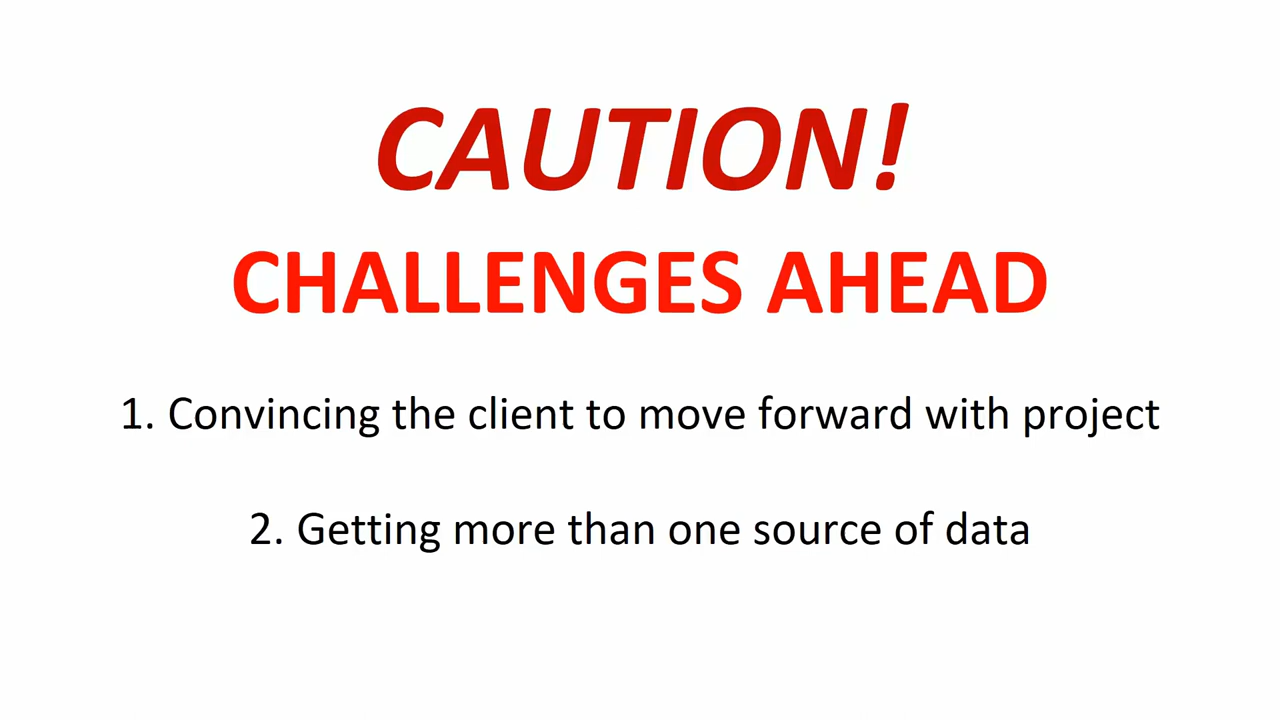 CAUTION!
CHALLENGES AHEAD
1. Convincing the client to move forward with project
2. Getting more than one source of data